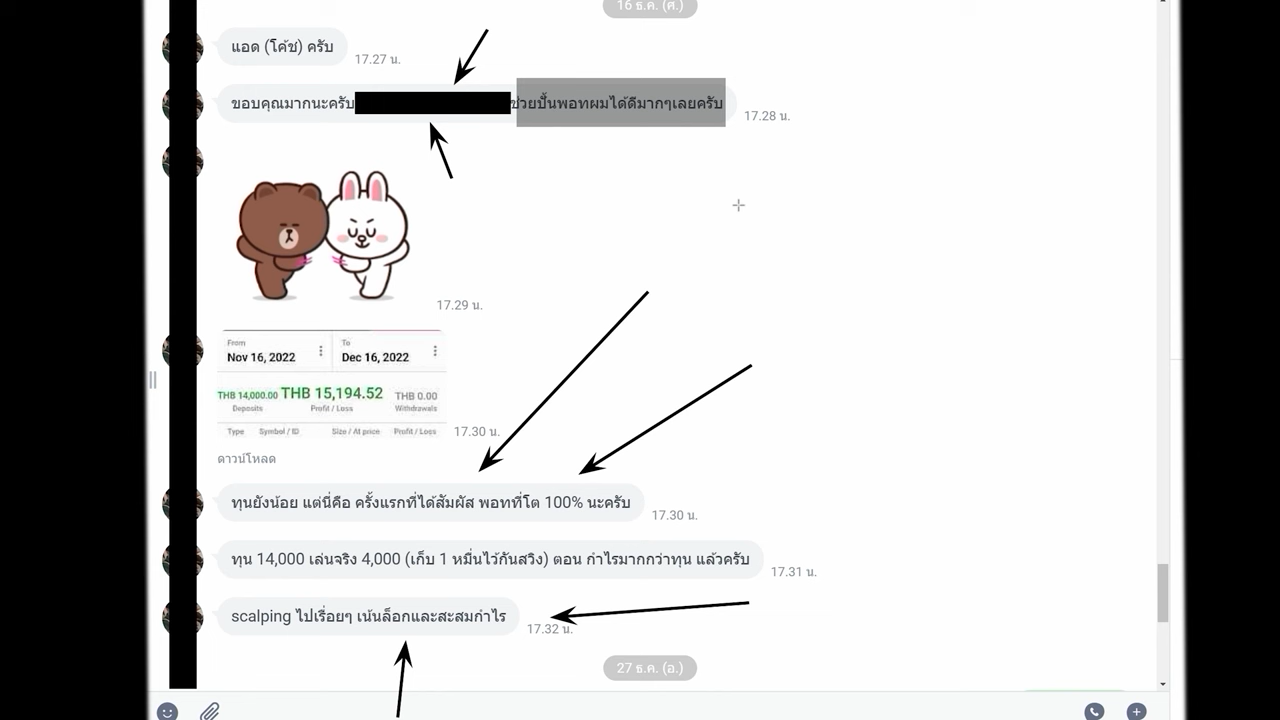 16 ธ.ค. (ศ.)
แอด (โค้ช) ครับ
17.27 น.
ขอบคุณมากนะครับ ช่วยปั้นพอทผมได้ดีมากๆเลยครับ
17.28 น.
17.29 น.
From To
Nov 16, 2022 Dec 16, 2022
THB 14,000.00 THB 15,194.52 THB 0.00
Deposits Profit / Loss Withdrawals
Type Symbol / ID Size / At price Profit / Loss
17.30 น.
ดาวน์โหลด
ทุนยังน้อย แต่นี่คือ ครั้งแรกที่ได้สัมผัส พอทที่โต 100% นะครับ
17.30 น.
ทุน 14,000 เล่นจริง 4,000 (เก็บ 1 หมื่นไว้กันสวิง) ตอน กำไรมากกว่าทุน แล้วครับ
17.31 น.
scalping ไปเรื่อยๆ เน้นล็อกและสะสมกำไร
17.32 น.
27 ธ.ค. (อ.)